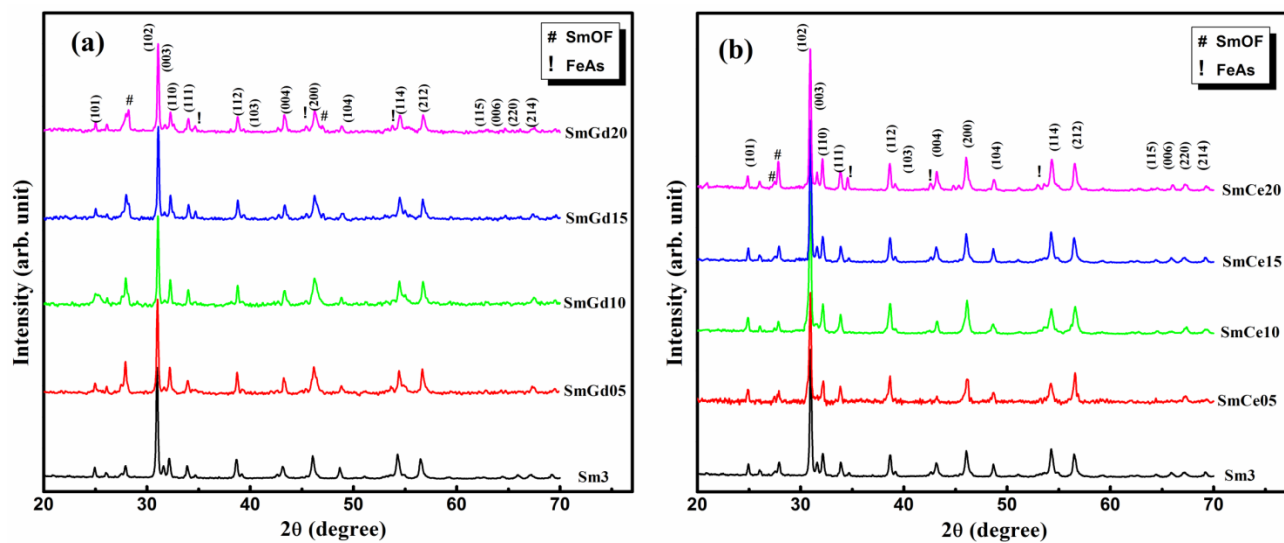 (a)
# SmOF
! FeAs
(102)
(003)
(101)
#
(110)
(111)
!
(112)
(103)
(004)
!
(200)
#
(104)
!
(114)
(212)
(115)
(006)
(220)
(214)
SmGd20
SmGd15
SmGd10
SmGd05
Sm3
Intensity (arb. unit)
20 30 40 50 60 70
2θ (degree)
(b)
# SmOF
! FeAs
(102)
(003)
(101)
#
#
(110)
(111)
!
(112)
(103)
!
(004)
(200)
(104)
!
(114)
(212)
(115)
(006)
(220)
(214)
SmCe20
SmCe15
SmCe10
SmCe05
Sm3
Intensity (arb. unit)
20 30 40 50 60 70
2θ (degree)